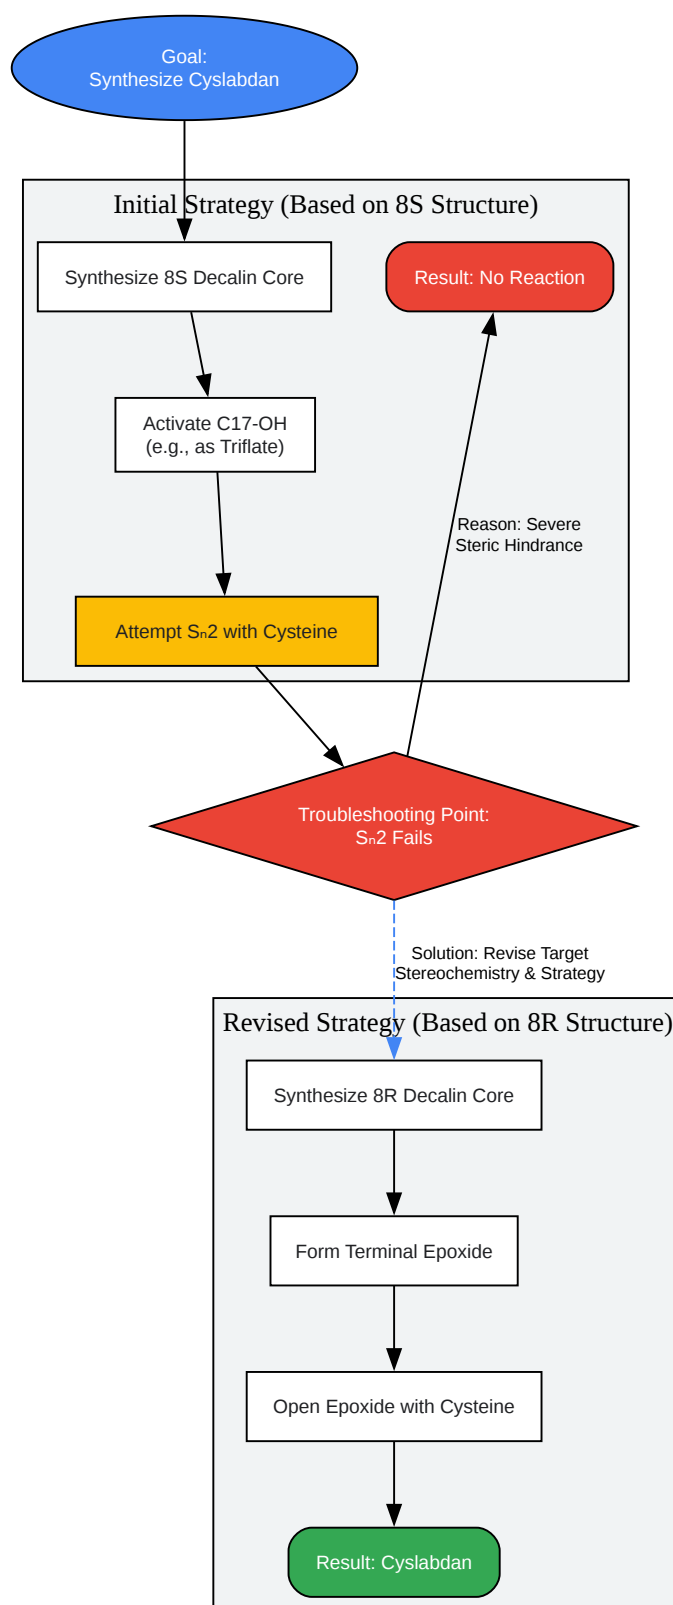 Goal:
Synthesize Cyslabdan
Initial Strategy (Based on 8S Structure)
Synthesize 8S Decalin Core
Result: No Reaction
Activate C17-OH
(e.g., as Triflate)
Reason: Severe
Steric Hindrance
Attempt Sₙ2 with Cysteine
Troubleshooting Point:
Sₙ2 Fails
Solution: Revise Target
Stereochemistry & Strategy
Revised Strategy (Based on 8R Structure)
Synthesize 8R Decalin Core
Form Terminal Epoxide
Open Epoxide with Cysteine
Result: Cyslabdan